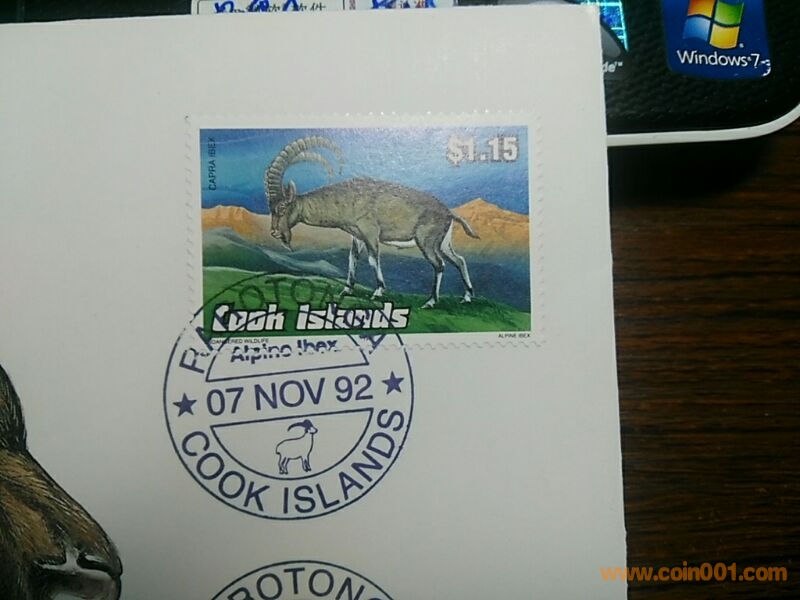 Windows 7
CAPRA IBEX
$1.15
Cook Islands
ENDANGERED WILDLIFE
ALPINE IBEX
RAROTONGA
Alpine Ibex
07 NOV 92
COOK ISLANDS
www.coin001.com